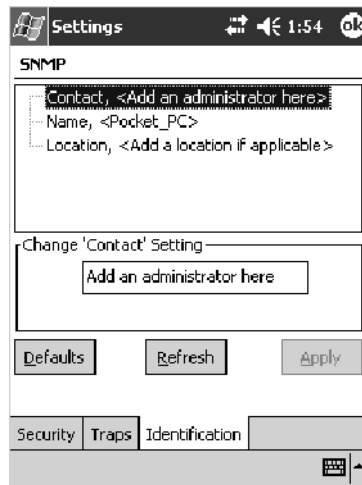 Settings 1:54 ok
SNMP
Contact, <Add an administrator here>
Name, <Pocket_PC>
Location, <Add a location if applicable>
Change 'Contact' Setting
Add an administrator here
Defaults Refresh Apply
Security Traps Identification